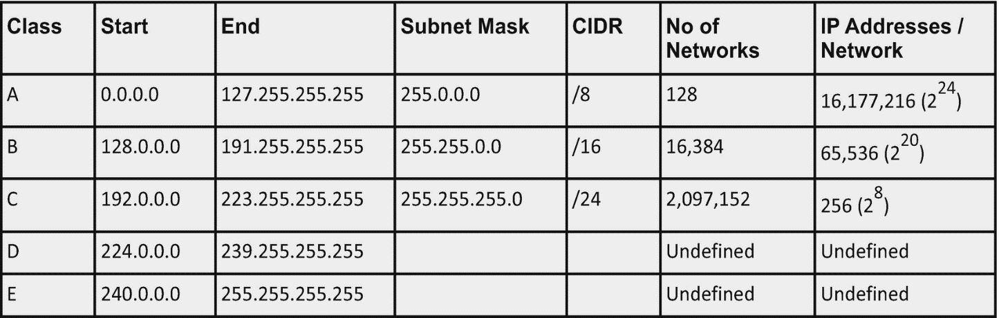 Class Start End Subnet Mask CIDR No of Networks IP Addresses / Network
A 0.0.0.0 127.255.255.255 255.0.0.0 /8 128 16,177,216 (2^24)
B 128.0.0.0 191.255.255.255 255.255.0.0 /16 16,384 65,536 (2^20)
C 192.0.0.0 223.255.255.255 255.255.255.0 /24 2,097,152 256 (2^8)
D 224.0.0.0 239.255.255.255 Undefined Undefined
E 240.0.0.0 255.255.255.255 Undefined Undefined